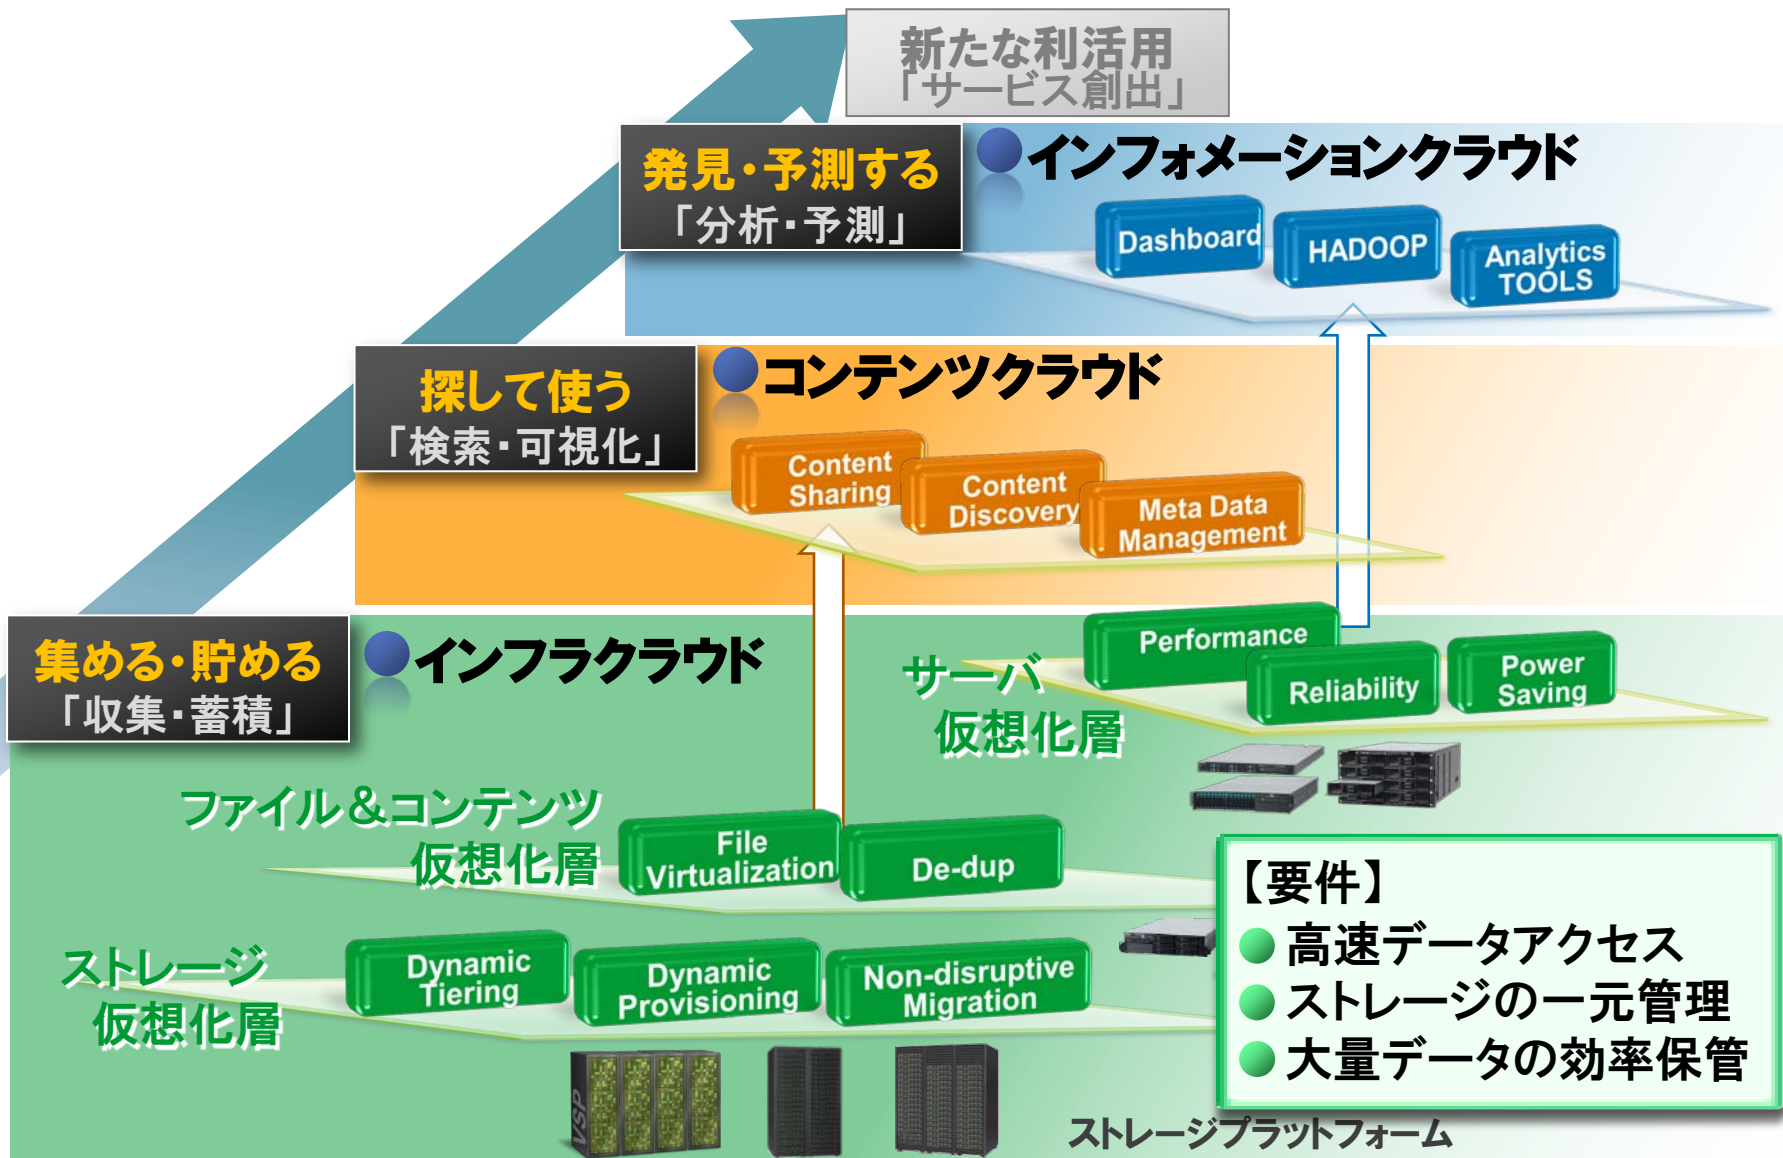 新たな利活用
「サービス創出」
発見・予測する
「分析・予測」
インフォメーションクラウド
Dashboard
HADOOP
Analytics
TOOLS
探して使う
「検索・可視化」
コンテンツクラウド
Content
Sharing
Content
Discovery
Meta Data
Management
集める・貯める
「収集・蓄積」
インフラクラウド
サーバ
仮想化層
Performance
Reliability
Power
Saving
ファイル&コンテンツ
仮想化層
File
Virtualization
De-dup
ストレージ
仮想化層
Dynamic
Tiering
Dynamic
Provisioning
Non-disruptive
Migration
【要件】
高速データアクセス
ストレージの一元管理
大量データの効率保管
VSP
ストレージプラットフォーム